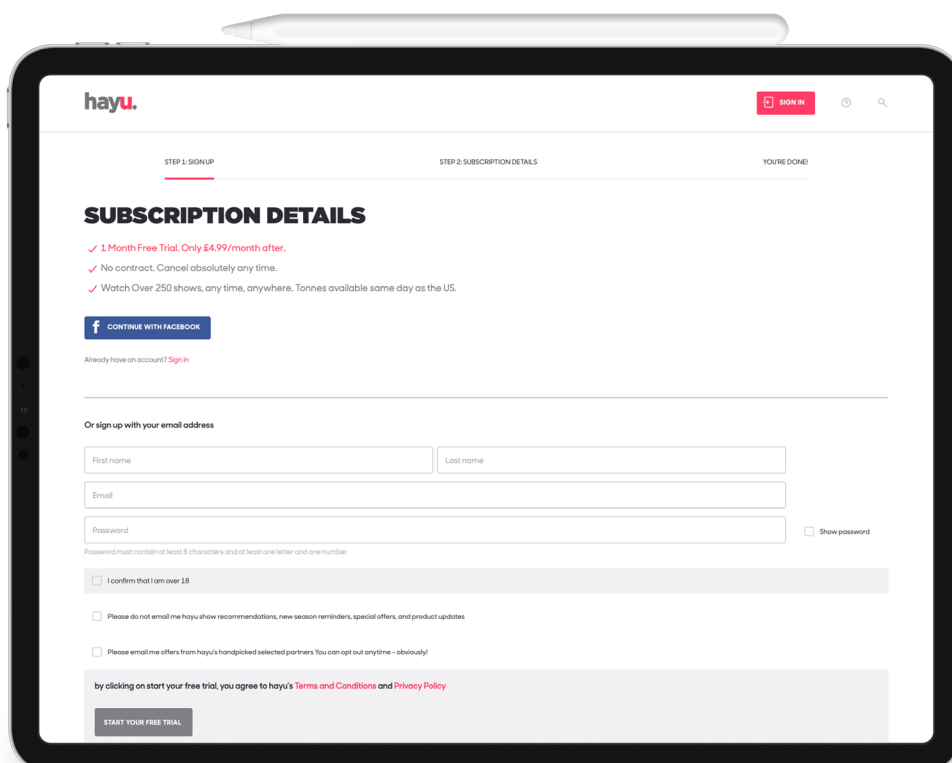 hayu.
SIGN IN
STEP 1: SIGN UP
STEP 2: SUBSCRIPTION DETAILS
YOU'RE DONE!
SUBSCRIPTION DETAILS
1 Month Free Trial. Only £4.99/month after.
No contract. Cancel absolutely any time.
Watch Over 250 shows, any time, anywhere. Tonnes available same day as the US.
f CONTINUE WITH FACEBOOK
Already have an account? Sign In
Or sign up with your email address
First name
Last name
Email
Password
Show password
Password must contain at least 8 characters and at least one letter and one number
I confirm that I am over 18
Please do not email me hayu show recommendations, new season reminders, special offers, and product updates
Please email me offers from hayu's handpicked selected partners You can opt out anytime - obviously!
by clicking on start your free trial, you agree to hayu's Terms and Conditions and Privacy Policy
START YOUR FREE TRIAL